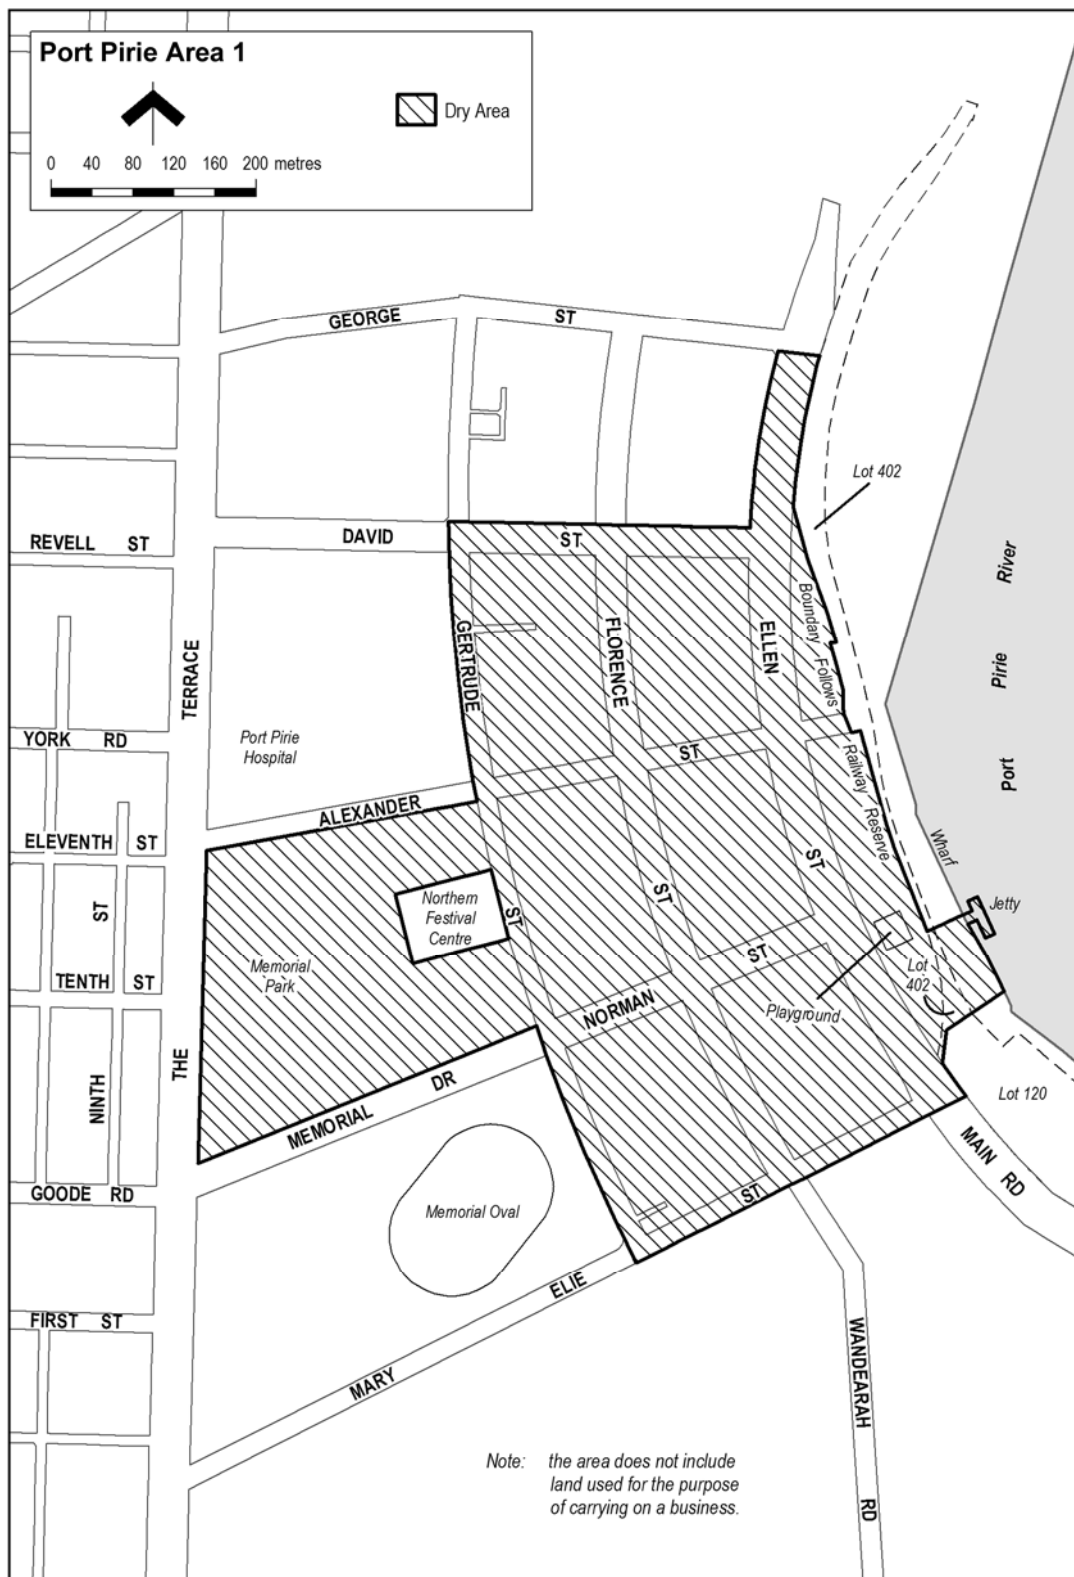 Port Pirie Area 1
Dry Area
0 40 80 120 160 200 metres
GEORGE ST
Lot 402
REVELL ST
DAVID ST
River
Pirie
Port
Boundary Follows Railway Reserve
GERTRUDE ST
FLORENCE ST
ELLEN ST
THE TERRACE
ST
YORK RD
Port Pirie
Hospital
ALEXANDER
ELEVENTH ST
Wharf
Jetty
Northern
Festival
Centre
Memorial
Park
TENTH ST
NINTH ST
Lot
402
Playground
NORMAN ST
MEMORIAL DR
Lot 120
MAIN RD
GOODE RD
Memorial Oval
MARY ELIE ST
FIRST ST
WANDEARAH RD
Note: the area does not include
land used for the purpose
of carrying on a business.